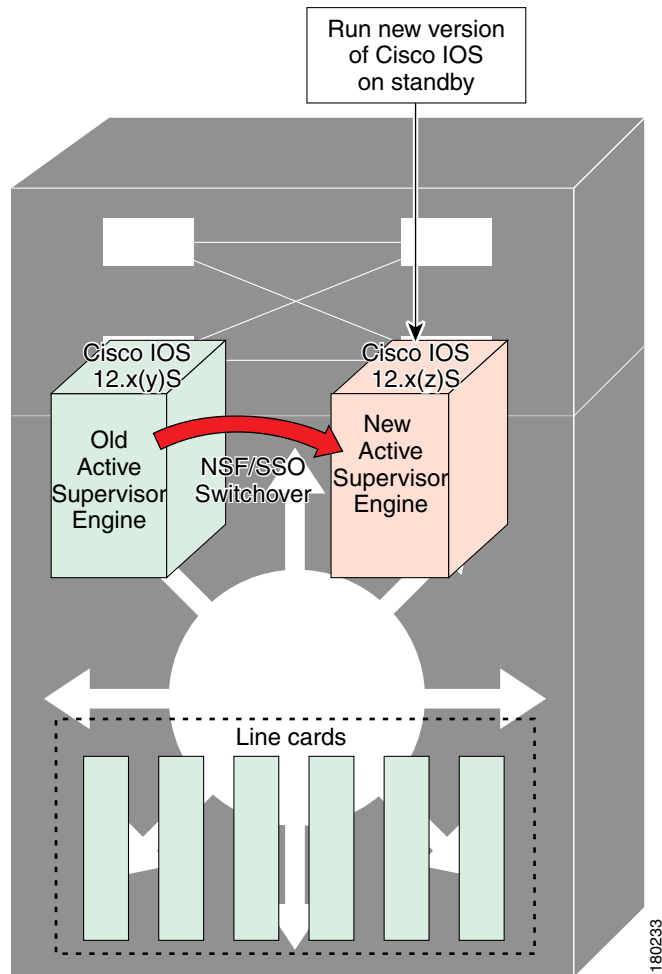 Run new version
of Cisco IOS
on standby
Cisco IOS
12.x(y)S
Old
Active
Supervisor
Engine
NSF/SSO
Switchover
Cisco IOS
12.x(z)S
New
Active
Supervisor
Engine
Line cards
180233